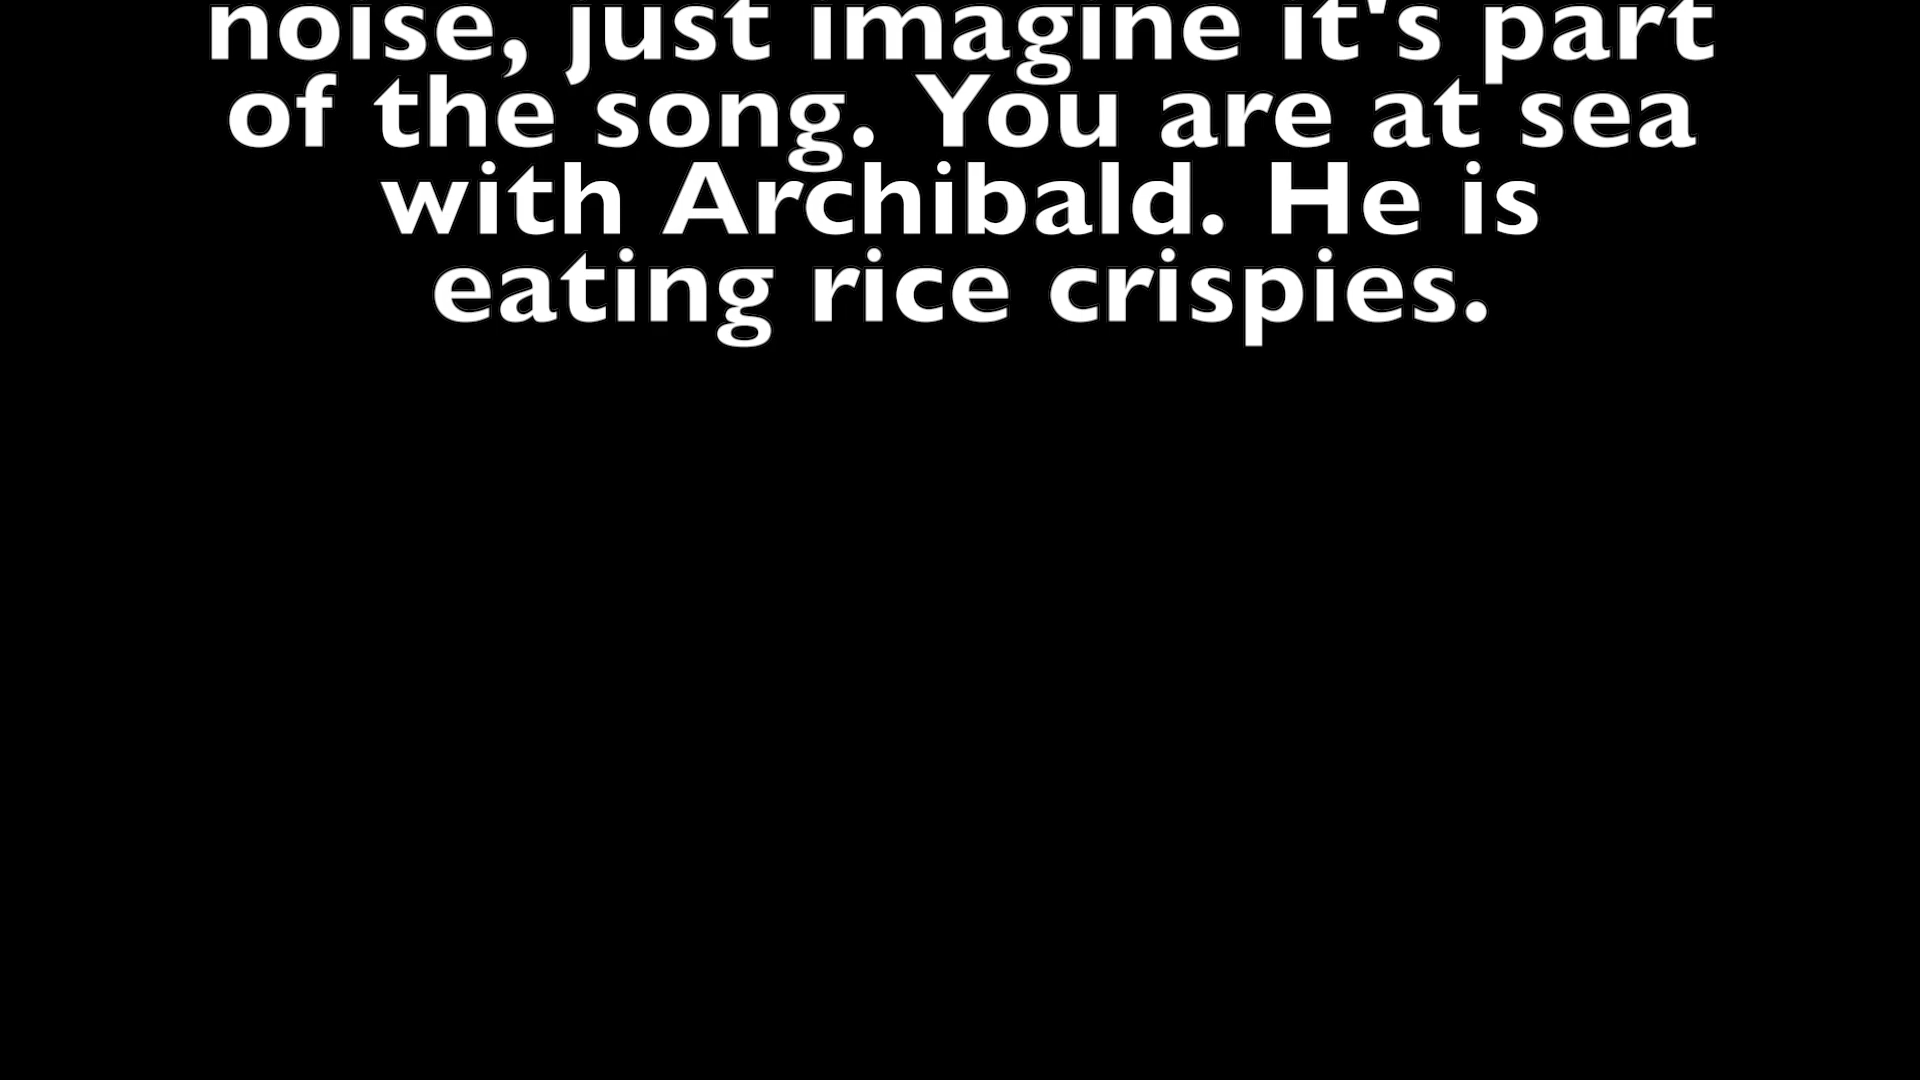 noise, just imagine it's part
of the song. You are at sea
with Archibald. He is
eating rice crispies.